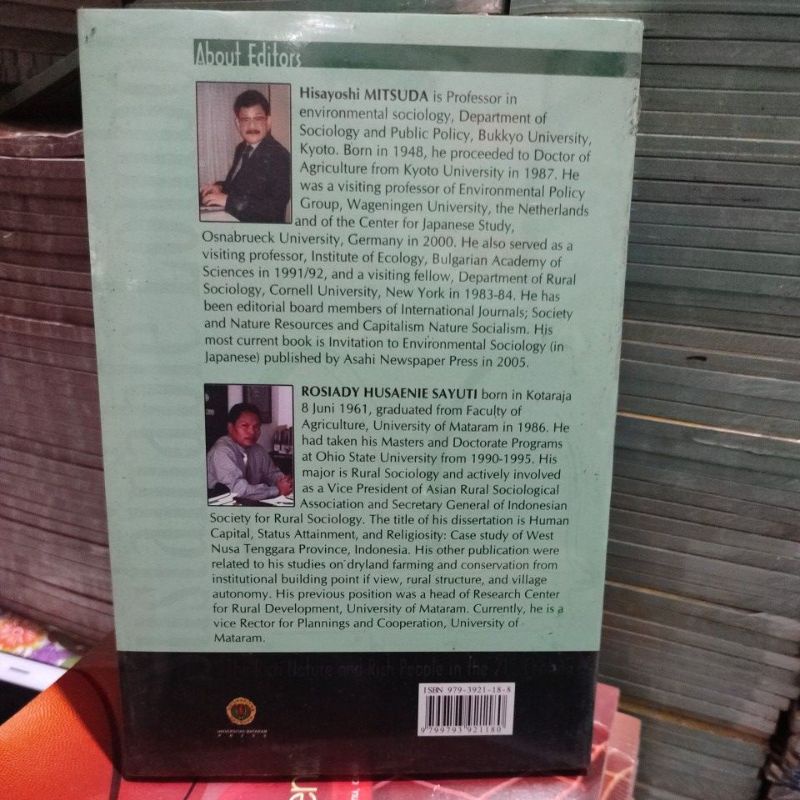 About Editors
Hisayoshi MITSUDA is Professor in
environmental sociology, Department of
Sociology and Public Policy, Bukkyo University,
Kyoto. Born in 1948, he proceeded to Doctor of
Agriculture from Kyoto University in 1987. He
was a visiting professor of Environmental Policy
Group, Wageningen University, the Netherlands
and of the Center for Japanese Study,
Osnabrueck University, Germany in 2000. He also served as a
visiting professor, Institute of Ecology, Bulgarian Academy of
Sciences in 1991/92, and a visiting fellow, Department of Rural
Sociology, Cornell University, New York in 1983-84. He has
been editorial board members of International Journals; Society
and Nature Resources and Capitalism Nature Socialism. His
most current book is Invitation to Environmental Sociology (in
Japanese) published by Asahi Newspaper Press in 2005.
ROSIADY HUSAENIE SAYUTI born in Kotaraja
8 Juni 1961, graduated from Faculty of
Agriculture, University of Mataram in 1986. He
had taken his Masters and Doctorate Programs
at Ohio State University from 1990-1995. His
major is Rural Sociology and actively involved
as a Vice President of Asian Rural Sociological
Association and Secretary General of Indonesian
Society for Rural Sociology. The title of his dissertation is Human
Capital, Status Attainment, and Religiosity: Case study of West
Nusa Tenggara Province, Indonesia. His other publication were
related to his studies on dryland farming and conservation from
institutional building point if view, rural structure, and village
autonomy. His previous position was a head of Research Center
for Rural Development, University of Mataram. Currently, he is a
vice Rector for Plannings and Cooperation, University of
Mataram.
Nature and Rich People in the
ISBN 979-3921-18-8
9 799793 921180
UNIVERSITAS MATARAM
PRESS